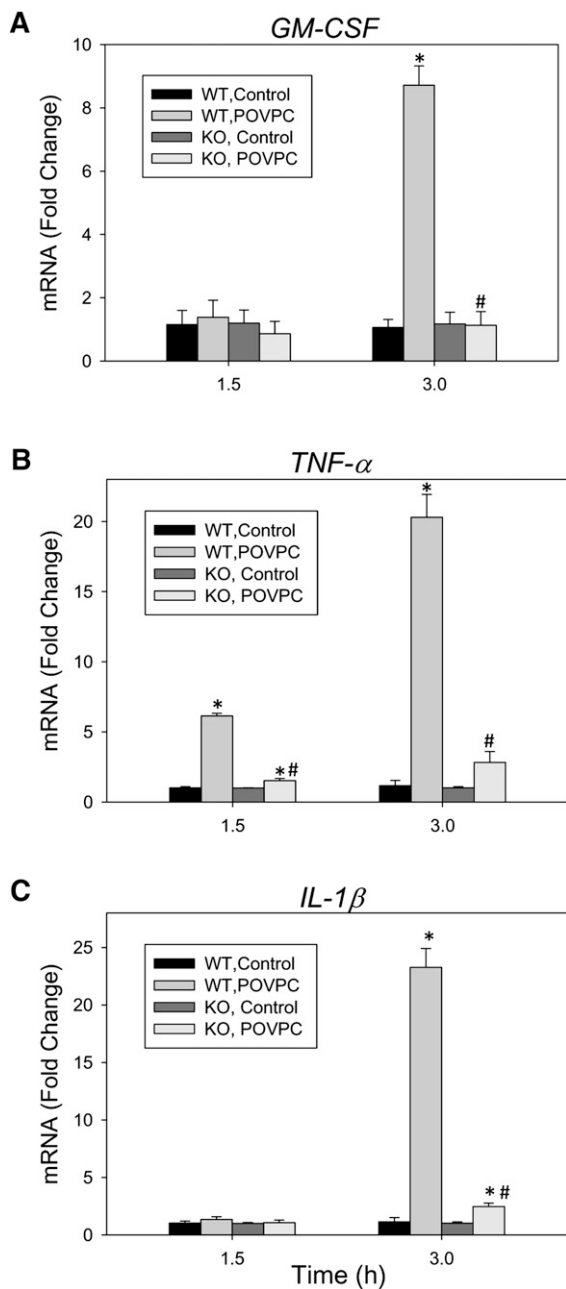 A
GM-CSF
mRNA (Fold Change)
10
8
6
4
2
0
WT,Control
WT,POVPC
KO, Control
KO, POVPC
*
#
1.5
3.0
B
TNF-α
mRNA (Fold Change)
20
15
10
5
0
WT,Control
WT,POVPC
KO, Control
KO, POVPC
*
*#
*
#
1.5
3.0
C
IL-1β
mRNA (Fold Change)
25
20
15
10
5
0
WT,Control
WT,POVPC
KO, Control
KO, POVPC
*
*#
1.5
3.0
Time (h)